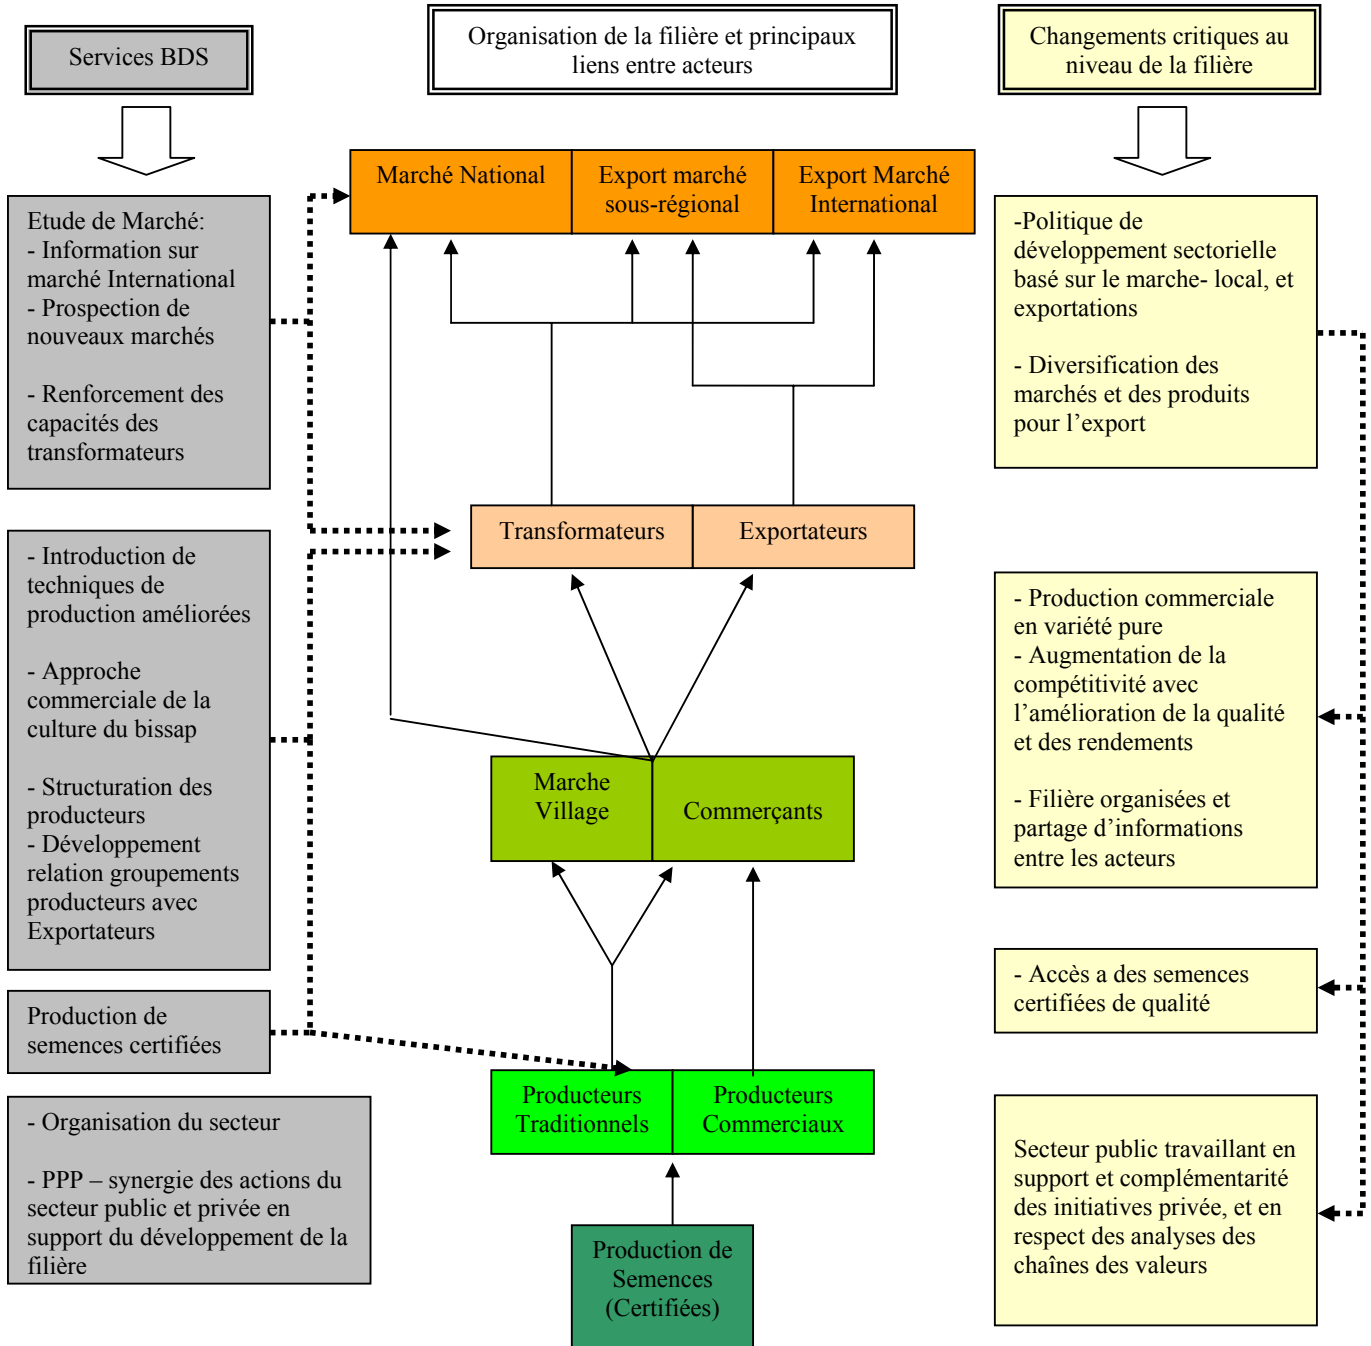 Services BDS
Organisation de la filière et principaux
liens entre acteurs
Changements critiques au
niveau de la filière
Etude de Marché:
- Information sur
marché International
- Prospection de
nouveaux marchés
- Renforcement des
capacités des
transformateurs
- Introduction de
techniques de
production améliorées
- Approche
commerciale de la
culture du bissap
- Structuration des
producteurs
- Développement
relation groupements
producteurs avec
Exportateurs
Production de
semences certifiées
- Organisation du secteur
- PPP – synergie des actions du
secteur public et privée en
support du développement de la
filière
Marché National
Export marché
sous-régional
Export Marché
International
Transformateurs
Exportateurs
Marche
Village
Commerçants
Producteurs
Traditionnels
Producteurs
Commerciaux
Production de
Semences
(Certifiées)
-Politique de
développement sectorielle
basé sur le marche- local, et
exportations
- Diversification des
marchés et des produits
pour l’export
- Production commerciale
en variété pure
- Augmentation de la
compétitivité avec
l’amélioration de la qualité
et des rendements
- Filière organisées et
partage d’informations
entre les acteurs
- Accès a des semences
certifiées de qualité
Secteur public travaillant en
support et complémentarité
des initiatives privée, et en
respect des analyses des
chaînes des valeurs